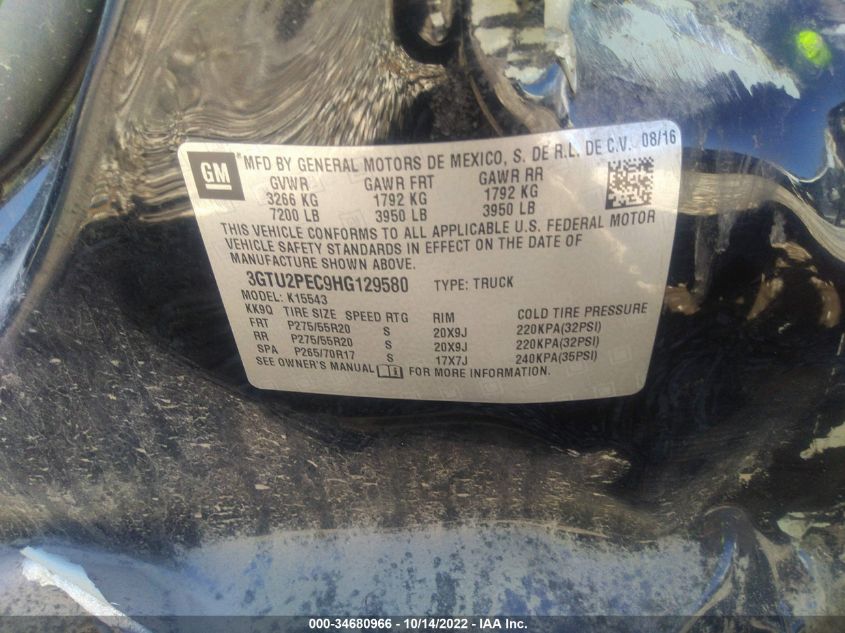 GM MFD BY GENERAL MOTORS DE MEXICO, S. DE R.L. DE C.V. 08/16
GVWR GAWR FRT GAWR RR
3266 KG 1792 KG 1792 KG
7200 LB 3950 LB 3950 LB
THIS VEHICLE CONFORMS TO ALL APPLICABLE U.S. FEDERAL MOTOR
VEHICLE SAFETY STANDARDS IN EFFECT ON THE DATE OF
MANUFACTURE SHOWN ABOVE.
3GTU2PEC9HG129580 TYPE: TRUCK
MODEL: K15543
KK9Q TIRE SIZE SPEED RTG RIM COLD TIRE PRESSURE
FRT P275/55R20 S 20X9J 220KPA(32PSI)
RR P275/55R20 S 20X9J 220KPA(32PSI)
SPA P265/70R17 S 17X7J 240KPA(35PSI)
SEE OWNER'S MANUAL FOR MORE INFORMATION.
000-34680966 - 10/14/2022 - IAA Inc.